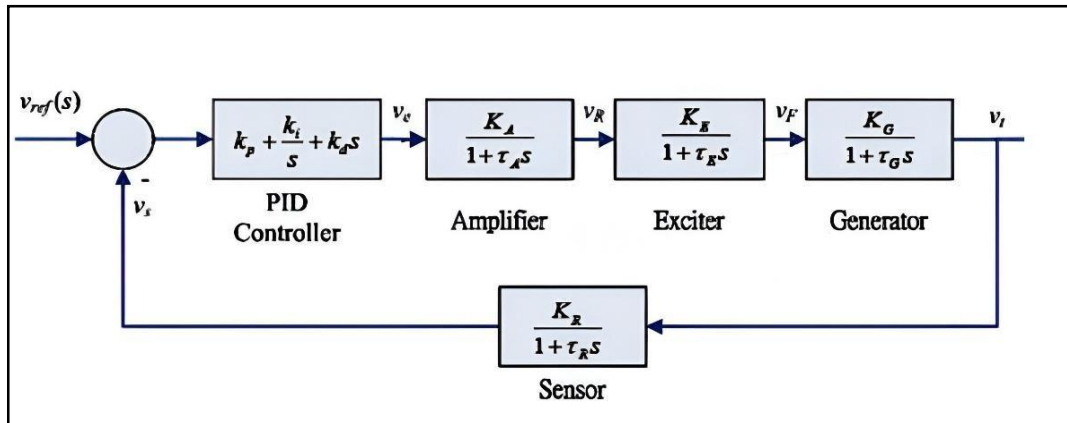 v_ref(s)
k_p + k_i/s + k_d s
v_e
K_A / 1 + τ_A s
v_R
K_E / 1 + τ_E s
v_F
K_G / 1 + τ_G s
v_t
-
v_s
PID
Controller
Amplifier
Exciter
Generator
K_R / 1 + τ_R s
Sensor